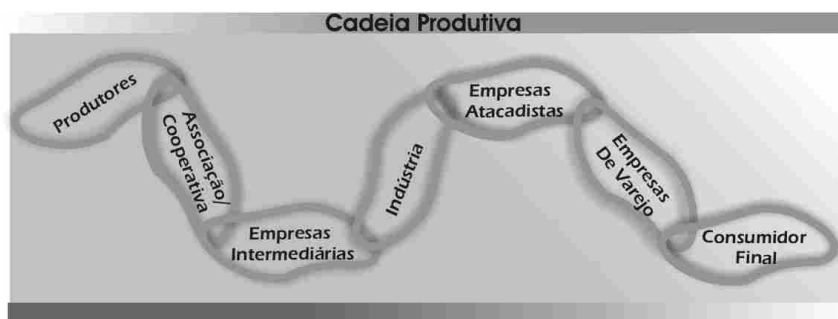 Cadeia Produtiva
Produtores
Associação/
Cooperativa
Empresas
Intermediárias
Indústria
Empresas
Atacadistas
Empresas
De Varejo
Consumidor
Final